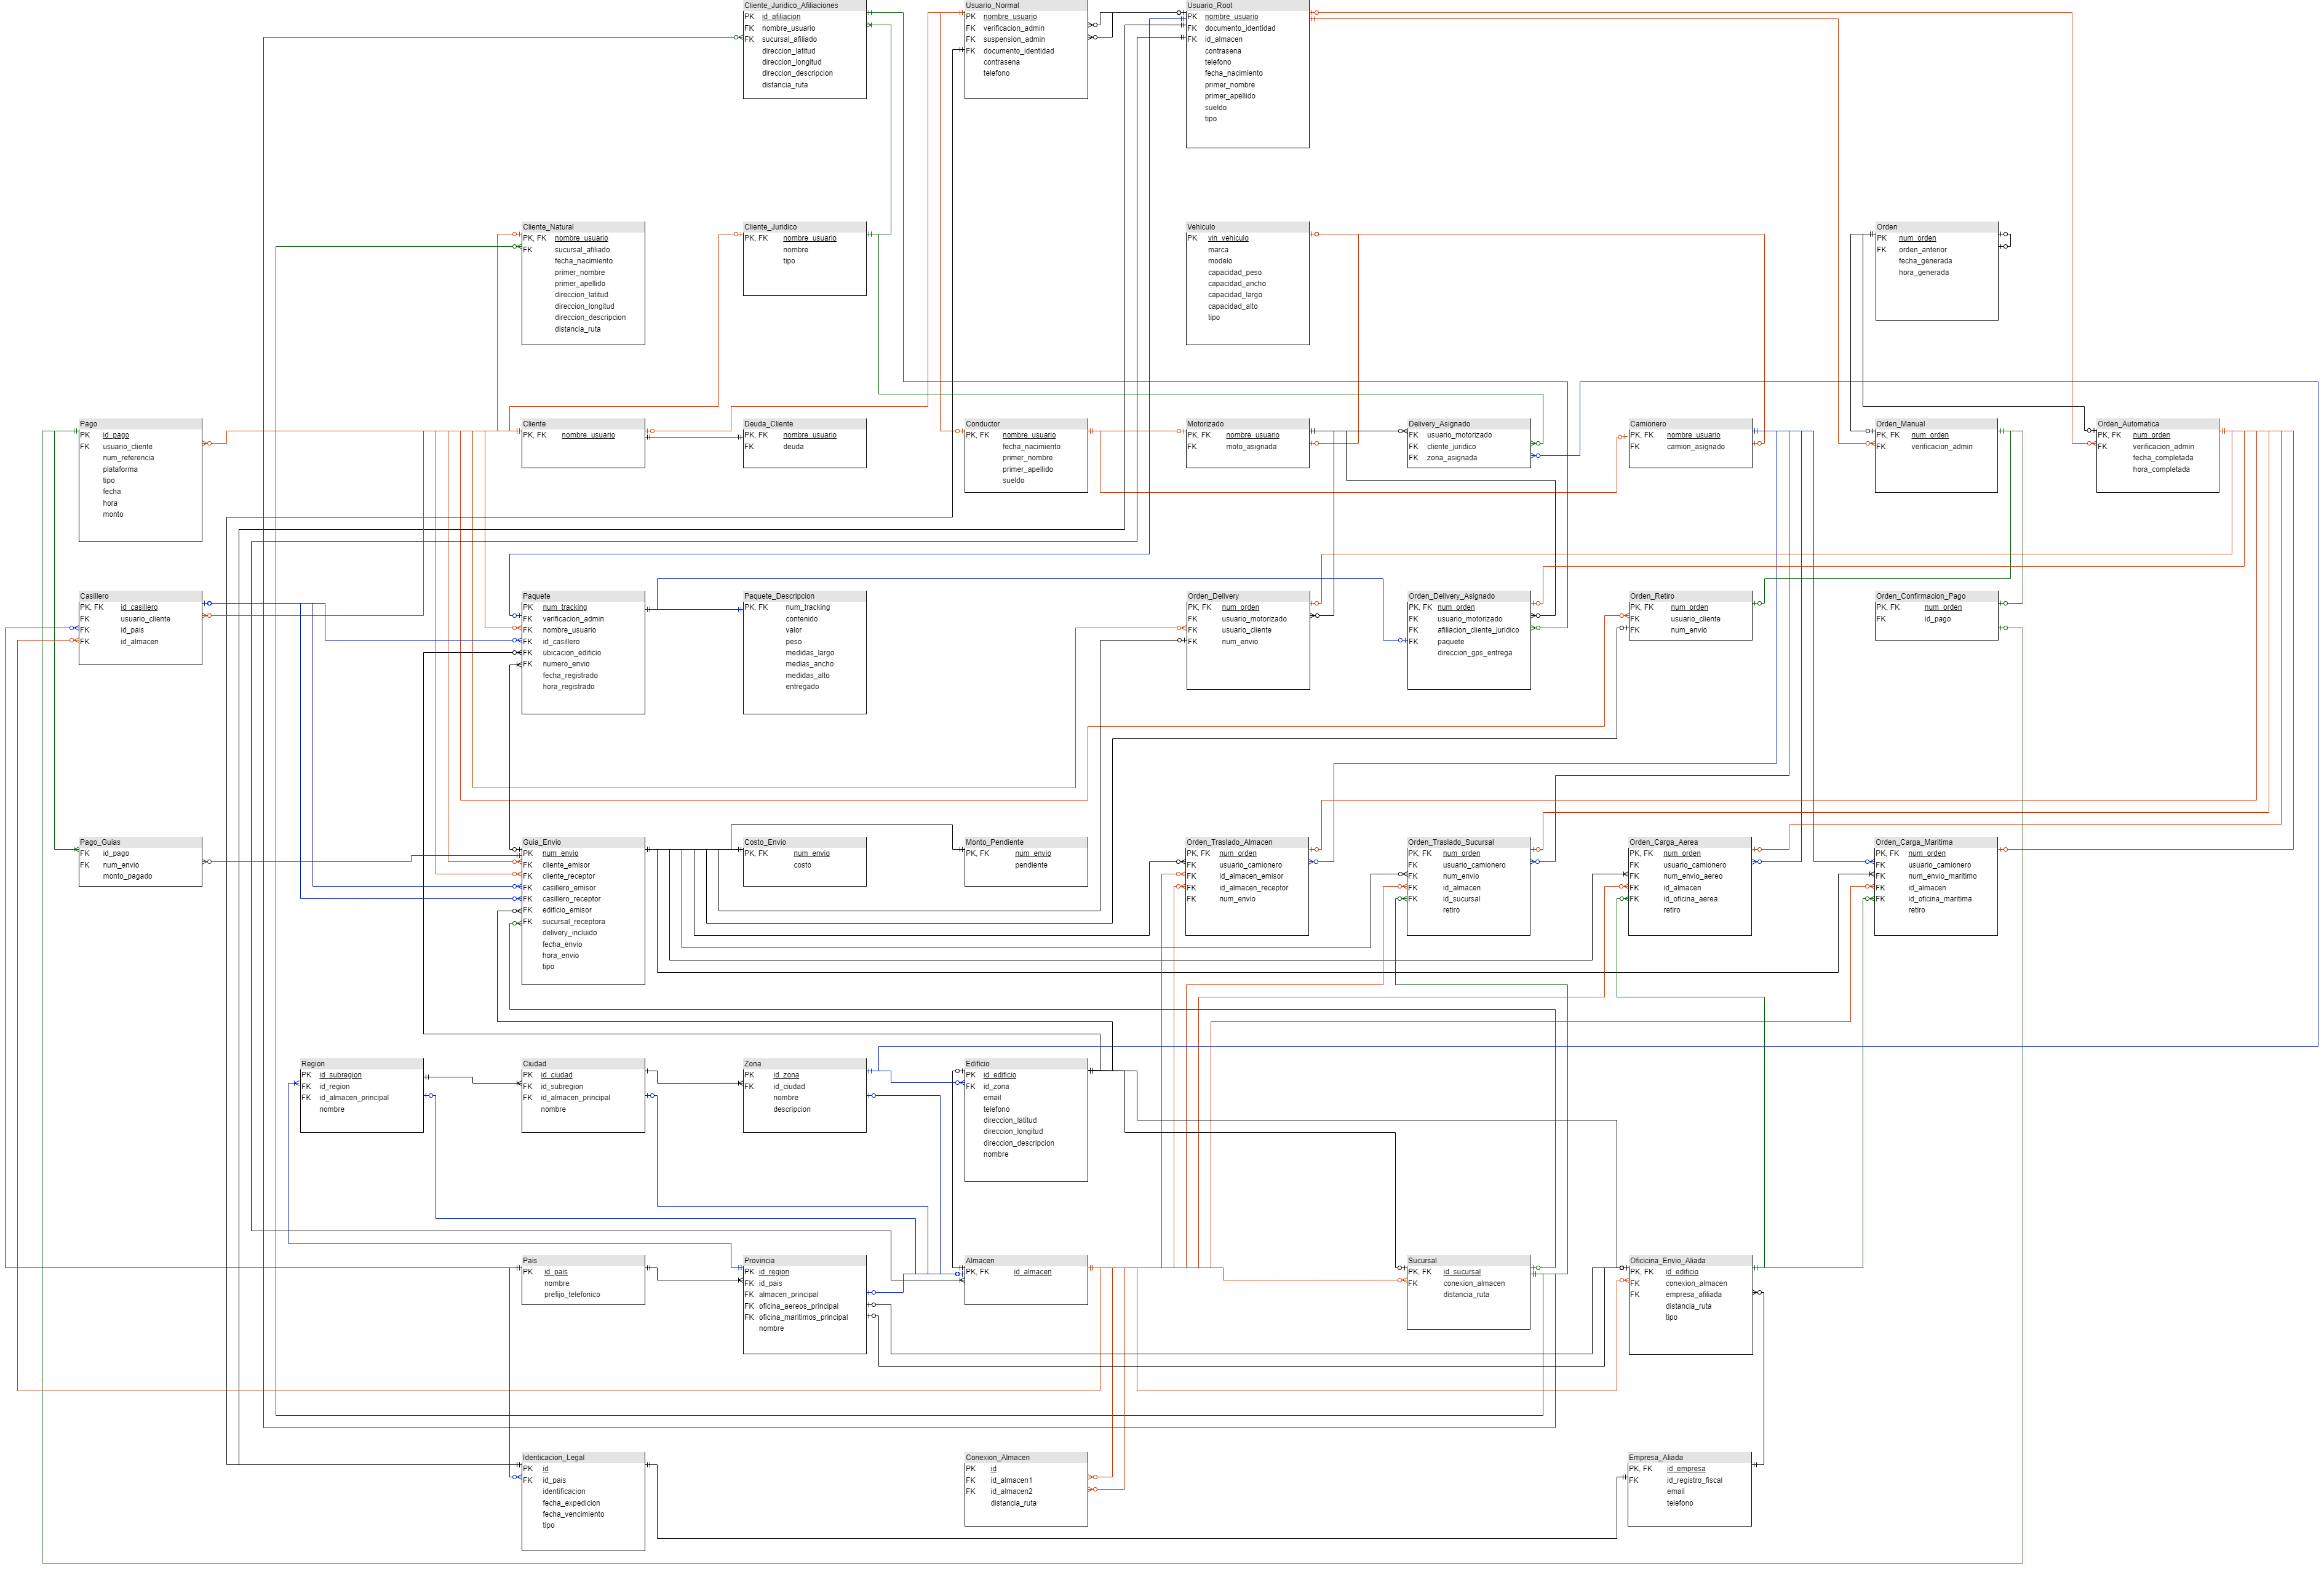 Cliente_Juridico_Afiliaciones
PK id_afiliacion
FK nombre_usuario
FK sucursal_afiliado
direccion_latitud
direccion_longitud
direccion_descripcion
distancia_ruta
Usuario_Normal
PK nombre_usuario
FK verificacion_admin
FK suspension_admin
FK documento_identidad
contrasena
telefono
Usuario_Root
PK nombre_usuario
FK documento_identidad
FK id_almacen
contrasena
telefono
fecha_nacimiento
primer_nombre
primer_apellido
sueldo
tipo
Cliente_Natural
PK, FK nombre_usuario
FK sucursal_afiliado
fecha_nacimiento
primer_nombre
primer_apellido
direccion_latitud
direccion_longitud
direccion_descripcion
distancia_ruta
Cliente_Juridico
PK, FK nombre_usuario
nombre
tipo
Vehiculo
PK vin_vehiculo
marca
modelo
capacidad_peso
capacidad_ancho
capacidad_largo
capacidad_alto
tipo
Orden
PK num_orden
FK orden_anterior
fecha_generada
hora_generada
Pago
PK id_pago
FK usuario_cliente
num_referencia
plataforma
tipo
fecha
hora
monto
Cliente
PK, FK nombre_usuario
Deuda_Cliente
PK, FK nombre_usuario
FK deuda
Conductor
PK, FK nombre_usuario
fecha_nacimiento
primer_nombre
primer_apellido
sueldo
Motorizado
PK, FK nombre_usuario
FK moto_asignada
Delivery_Asignado
FK usuario_motorizado
FK cliente_juridico
FK zona_asignada
Camionero
PK, FK nombre_usuario
FK camion_asignado
Orden_Manual
PK, FK num_orden
FK verificacion_admin
Orden_Automatica
PK, FK num_orden
FK verificacion_admin
fecha_completada
hora_completada
Casillero
PK, FK id_casillero
FK usuario_cliente
FK id_pais
FK id_almacen
Paquete
PK num_tracking
FK verificacion_admin
FK nombre_usuario
FK id_casillero
FK ubicacion_edificio
FK numero_envio
fecha_registrado
hora_registrado
Paquete_Descripcion
PK, FK num_tracking
contenido
valor
peso
medidas_largo
medias_ancho
medidas_alto
entregado
Orden_Delivery
PK, FK num_orden
FK usuario_motorizado
FK usuario_cliente
FK num_envio
Orden_Delivery_Asignado
PK, FK num_orden
FK usuario_motorizado
FK afiliacion_cliente_juridico
FK paquete
direccion_gps_entrega
Orden_Retiro
PK, FK num_orden
FK usuario_cliente
FK num_envio
Orden_Confirmacion_Pago
PK, FK num_orden
FK id_pago
Pago_Guias
FK id_pago
FK num_envio
monto_pagado
Guia_Envio
PK num_envio
FK cliente_emisor
FK cliente_receptor
FK casillero_emisor
FK casillero_receptor
FK edificio_emisor
FK sucursal_receptora
delivery_incluido
fecha_envio
hora_envio
tipo
Costo_Envio
PK, FK num_envio
costo
Monto_Pendiente
PK, FK num_envio
pendiente
Orden_Traslado_Almacen
PK, FK num_orden
FK usuario_camionero
FK id_almacen_emisor
FK id_almacen_receptor
FK num_envio
Orden_Traslado_Sucursal
PK, FK num_orden
FK usuario_camionero
FK num_envio
FK id_almacen
FK id_sucursal
retiro
Orden_Carga_Aerea
PK, FK num_orden
FK usuario_camionero
FK num_envio_aereo
FK id_almacen
FK id_oficina_aerea
retiro
Orden_Carga_Maritima
PK, FK num_orden
FK usuario_camionero
FK num_envio_maritimo
FK id_almacen
FK id_oficina_maritima
retiro
Region
PK id_subregion
FK id_region
FK id_almacen_principal
nombre
Ciudad
PK id_ciudad
FK id_subregion
FK id_almacen_principal
nombre
Zona
PK id_zona
FK id_ciudad
nombre
descripcion
Edificio
PK id_edificio
FK id_zona
email
telefono
direccion_latitud
direccion_longitud
direccion_descripcion
nombre
Pais
PK id_pais
nombre
prefijo_telefonico
Provincia
PK id_region
FK id_pais
FK almacen_principal
FK oficina_aereos_principal
FK oficina_maritimos_principal
nombre
Almacen
PK, FK id_almacen
Sucursal
PK, FK id_sucursal
FK conexion_almacen
distancia_ruta
Oficicina_Envio_Aliada
PK, FK id_edificio
FK conexion_almacen
FK empresa_afiliada
distancia_ruta
tipo
Identicacion_Legal
PK id
FK id_pais
identificacion
fecha_expedicion
fecha_vencimiento
tipo
Conexion_Almacen
PK id
FK id_almacen1
FK id_almacen2
distancia_ruta
Empresa_Aliada
PK, FK id_empresa
FK id_registro_fiscal
email
telefono